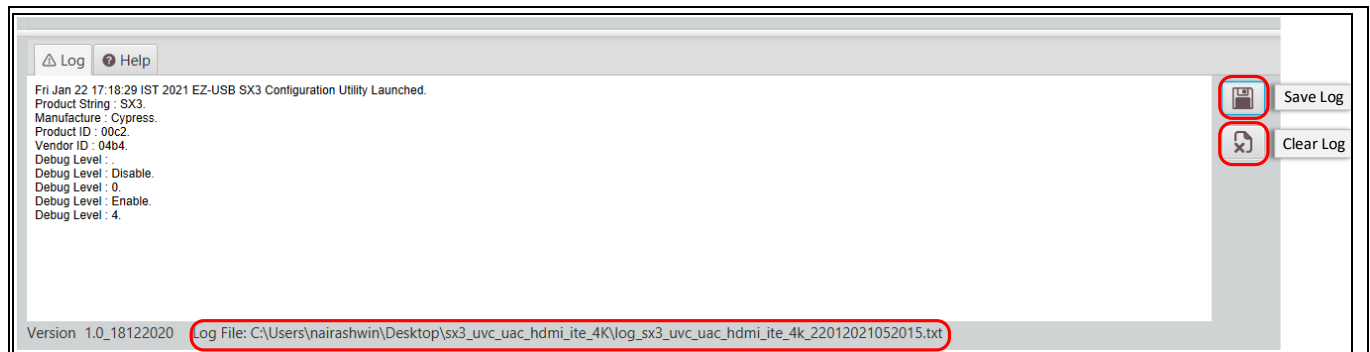 Log Help
Fri Jan 22 17:18:29 IST 2021 EZ-USB SX3 Configuration Utility Launched.
Product String : SX3.
Manufacture : Cypress.
Product ID : 00c2.
Vendor ID : 04b4.
Debug Level : .
Debug Level : Disable.
Debug Level : 0.
Debug Level : Enable.
Debug Level : 4.
Save Log
Clear Log
Version 1.0_18122020 Log File: C:\Users\nairashwin\Desktop\sx3_uvc_uac_hdmi_ite_4K\log_sx3_uvc_uac_hdmi_ite_4k_22012021052015.txt